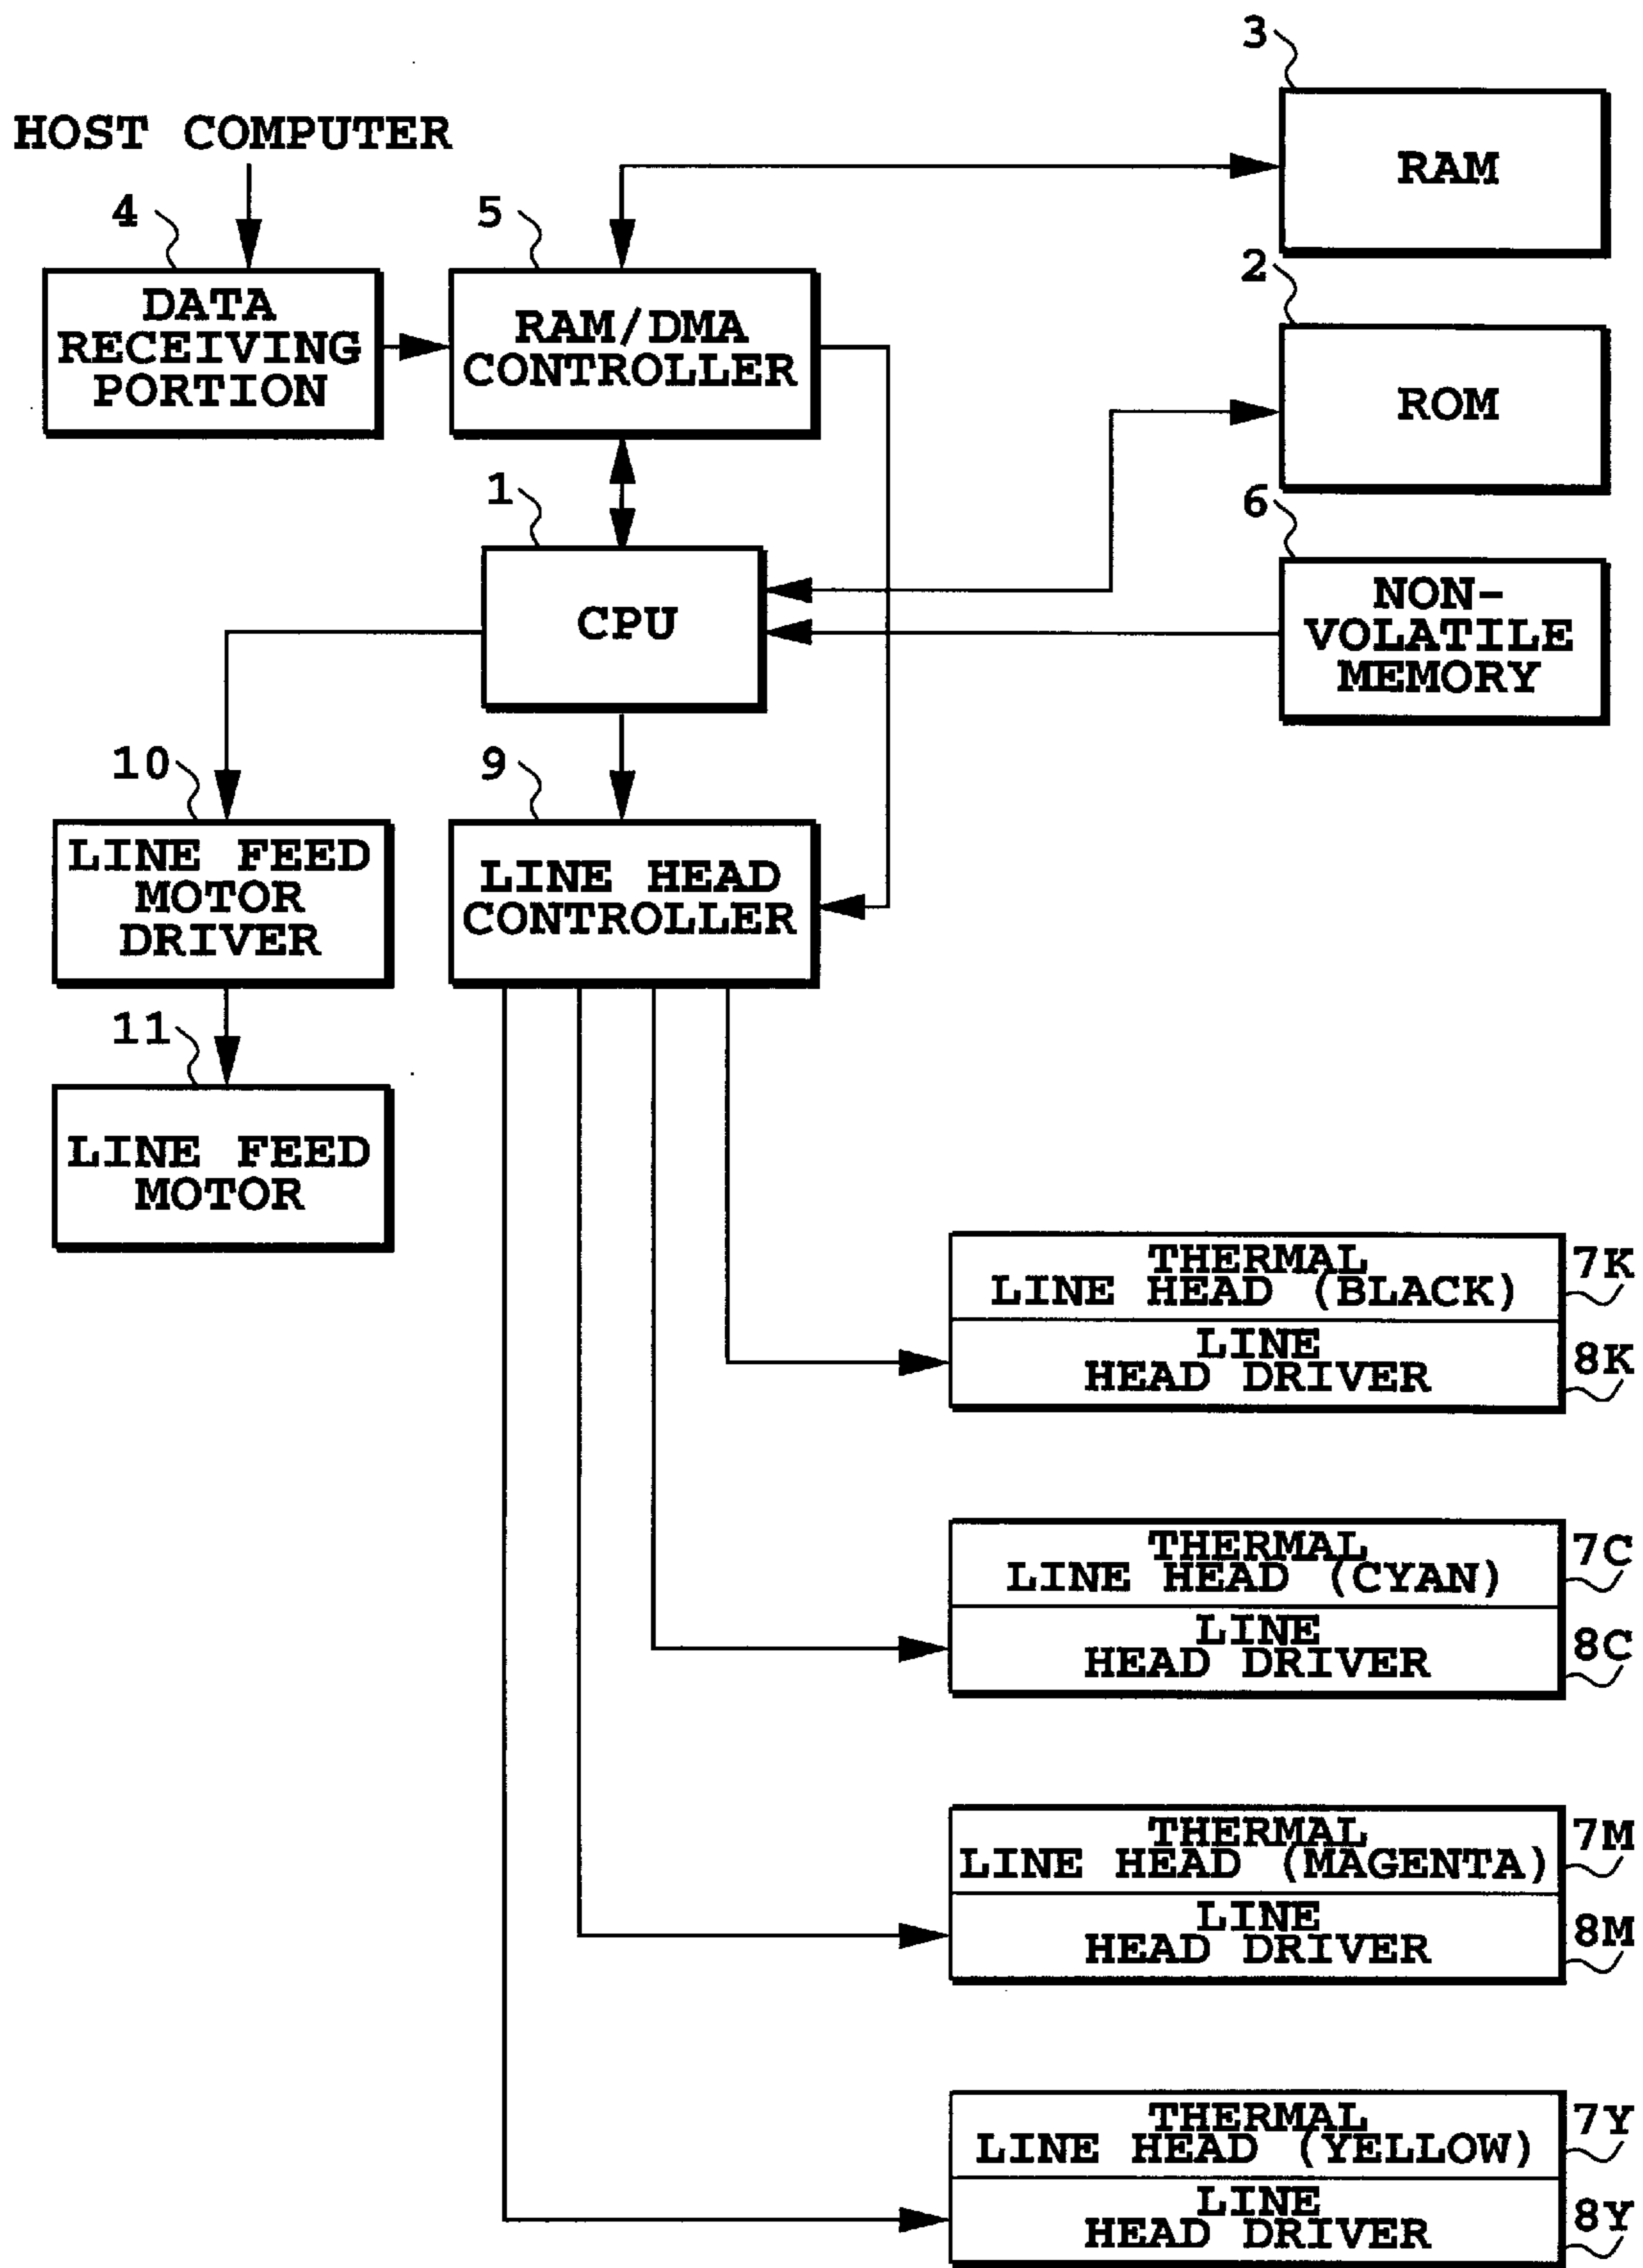 3
HOST COMPUTER
RAM
4
5
2
DATA
RECEIVING
PORTION
RAM/DMA
CONTROLLER
ROM
1
6
CPU
NON-
VOLATILE
MEMORY
10
9
LINE FEED
MOTOR
DRIVER
LINE HEAD
CONTROLLER
11
LINE FEED
MOTOR
THERMAL
LINE HEAD (BLACK)
7K
LINE
HEAD DRIVER
8K
THERMAL
LINE HEAD (CYAN)
7C
LINE
HEAD DRIVER
8C
THERMAL
LINE HEAD (MAGENTA)
7M
LINE
HEAD DRIVER
8M
THERMAL
LINE HEAD (YELLOW)
7Y
LINE
HEAD DRIVER
8Y